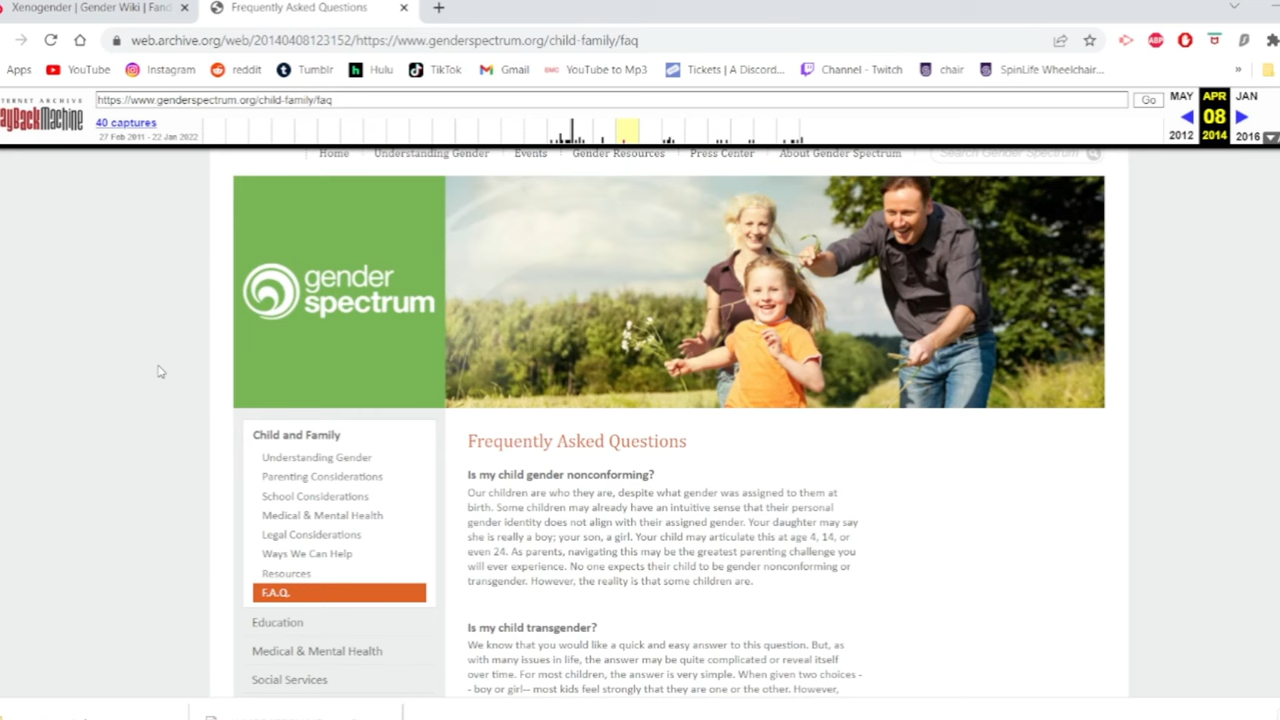 Xenogender | Gender Wiki | Fand
Frequently Asked Questions
web.archive.org/web/20140408123152/https://www.genderspectrum.org/child-family/faq
Apps YouTube Instagram reddit Tumblr Hulu TikTok Gmail YouTube to Mp3 Tickets | A Discord... Channel - Twitch chair SpinLife Wheelchair... »
TERNET ARCHIVE
ayBackMachine
https://www.genderspectrum.org/child-family/faq
Go
MAY APR JAN
08
2012 2014 2016
40 captures
27 Feb 2011 - 22 Jan 2022
Home Understanding Gender Events Gender Resources Press Center About Gender Spectrum Search Gender Spectrum
gender
spectrum
Child and Family
Understanding Gender
Parenting Considerations
School Considerations
Medical & Mental Health
Legal Considerations
Ways We Can Help
Resources
F.A.Q.
Education
Medical & Mental Health
Social Services
Frequently Asked Questions
Is my child gender nonconforming?
Our children are who they are, despite what gender was assigned to them at
birth. Some children may already have an intuitive sense that their personal
gender identity does not align with their assigned gender. Your daughter may say
she is really a boy; your son, a girl. Your child may articulate this at age 4, 14, or
even 24. As parents, navigating this may be the greatest parenting challenge you
will ever experience. No one expects their child to be gender nonconforming or
transgender. However, the reality is that some children are.
Is my child transgender?
We know that you would like a quick and easy answer to this question. But, as
with many issues in life, the answer may be quite complicated or reveal itself
over time. For most children, the answer is very simple. When given two choices -
- boy or girl-- most kids feel strongly that they are one or the other. However,